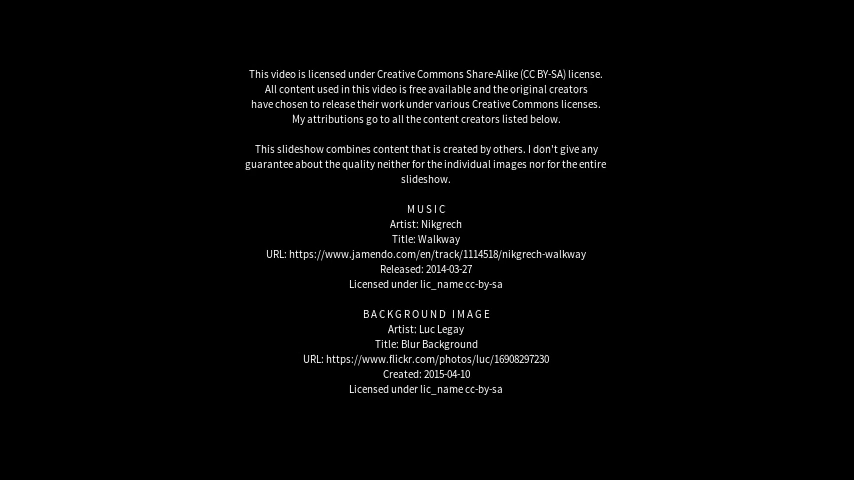 This video is licensed under Creative Commons Share-Alike (CC BY-SA) license.
All content used in this video is free available and the original creators
have chosen to release their work under various Creative Commons licenses.
My attributions go to all the content creators listed below.
This slideshow combines content that is created by others. I don't give any
guarantee about the quality neither for the individual images nor for the entire
slideshow.
MUSIC
Artist: Nikgrech
Title: Walkway
URL: https://www.jamendo.com/en/track/1114518/nikgrech-walkway
Released: 2014-03-27
Licensed under lic_name cc-by-sa
BACKGROUND IMAGE
Artist: Luc Legay
Title: Blur Background
URL: https://www.flickr.com/photos/luc/16908297230
Created: 2015-04-10
Licensed under lic_name cc-by-sa